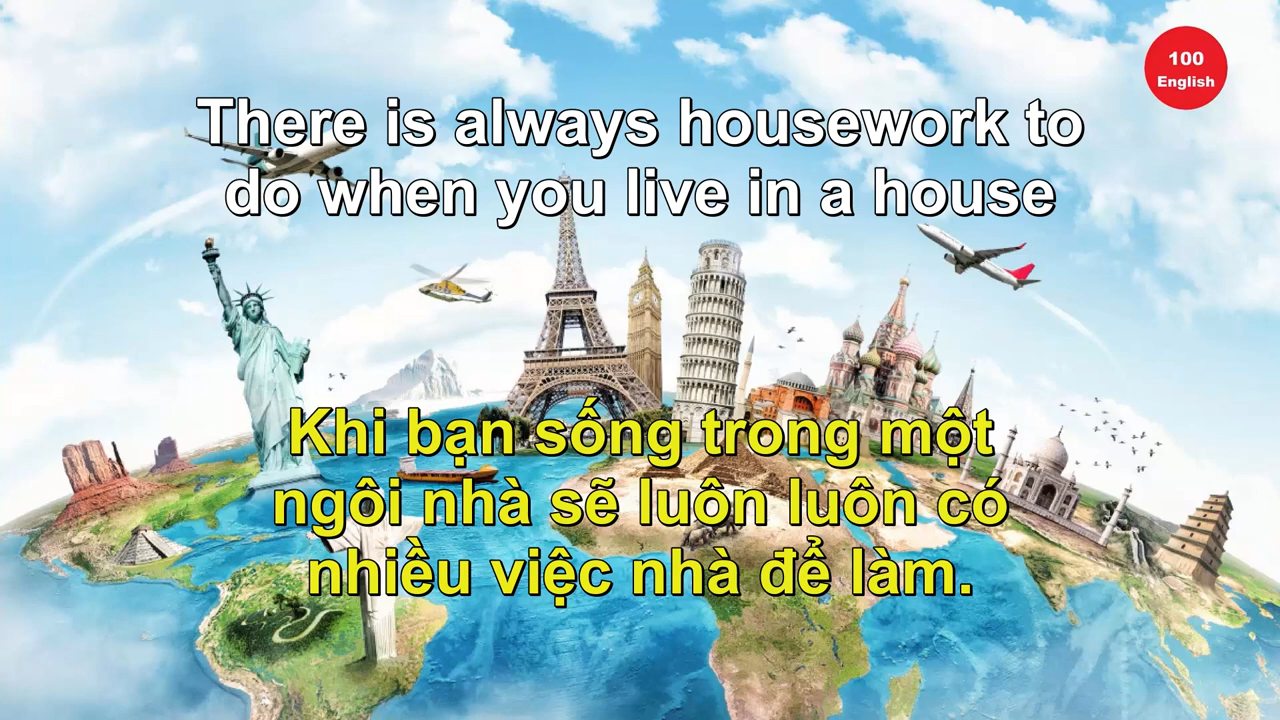 100
English
There is always housework to
do when you live in a house
Khi bạn sống trong một
ngôi nhà sẽ luôn luôn có
nhiều việc nhà để làm.